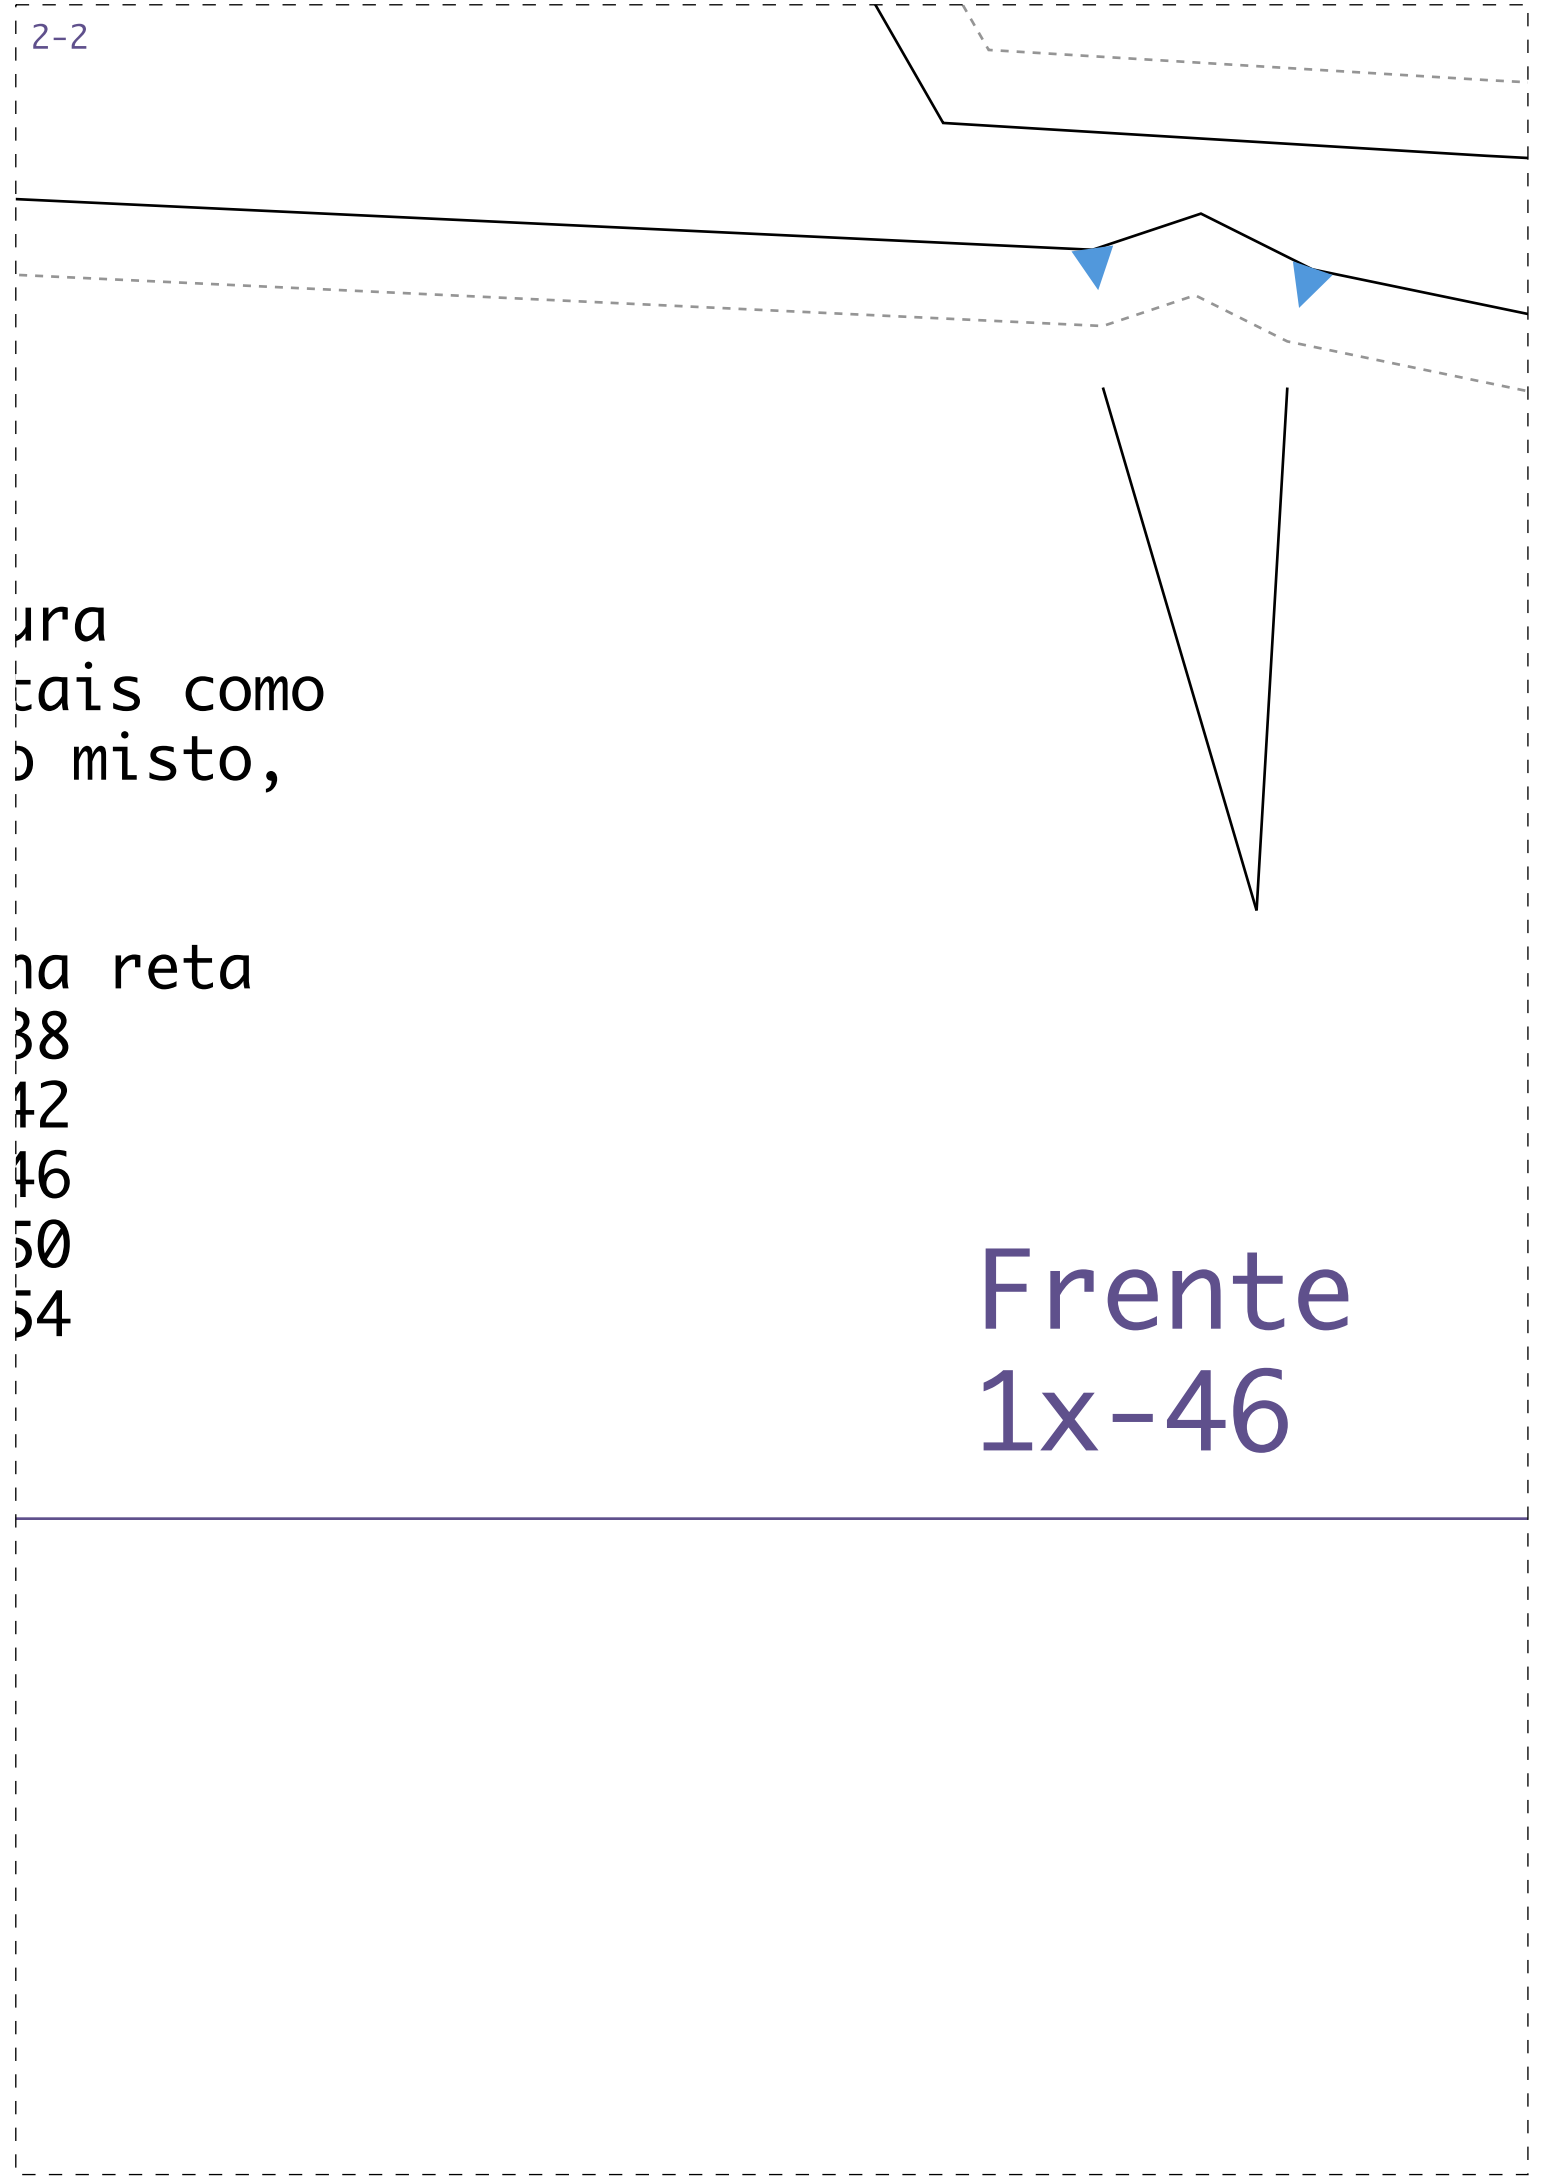 2-2
ura
tais como
o misto,
na reta
38
42
46
50
54
Frente
1x-46